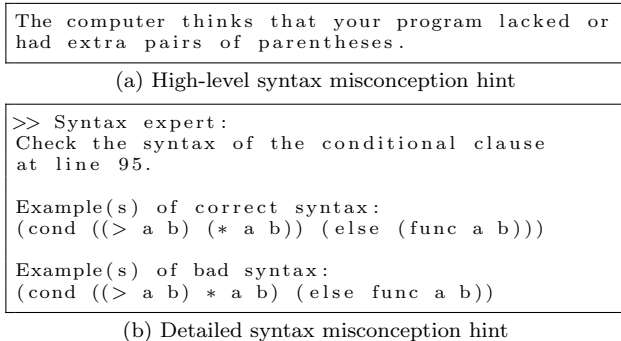 The computer thinks that your program lacked or
had extra pairs of parentheses.
(a) High-level syntax misconception hint
>> Syntax expert:
Check the syntax of the conditional clause
at line 95.
Example(s) of correct syntax:
(cond ((> a b) (* a b)) (else (func a b)))
Example(s) of bad syntax:
(cond ((> a b) * a b) (else func a b))
(b) Detailed syntax misconception hint